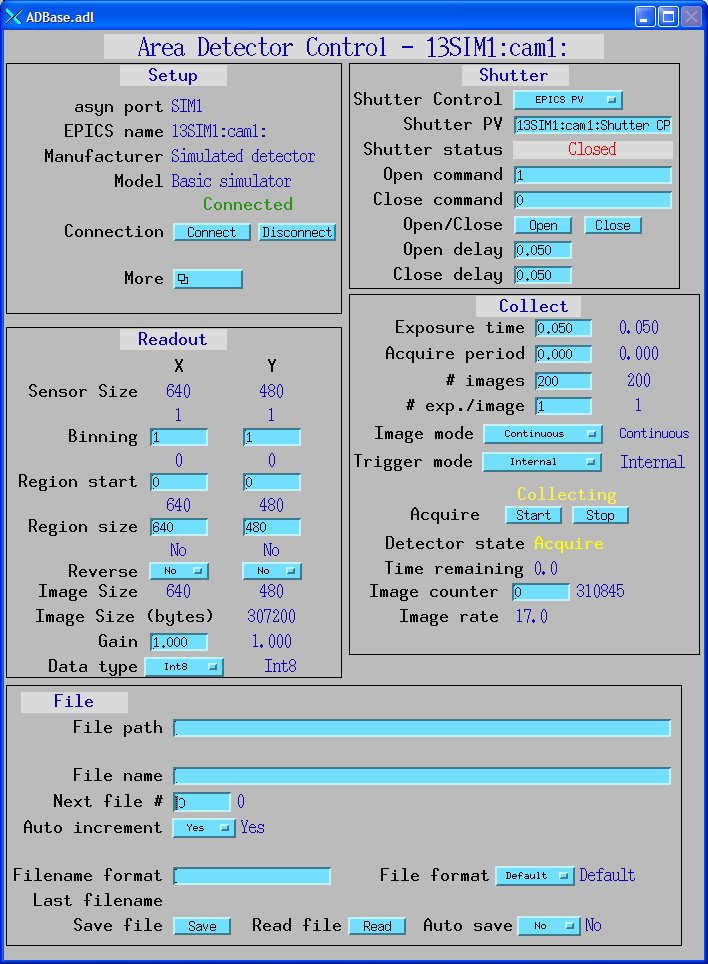 ADBase.adl
Area Detector Control - 13SIM1:cam1:
Setup
asyn port SIM1
EPICS name 13SIM1:cam1:
Manufacturer Simulated detector
Model Basic simulator
Connected
Connection Connect Disconnect
More
Shutter
Shutter Control EPICS PV
Shutter PV 13SIM1:cam1:Shutter CP
Shutter status Closed
Open command 1
Close command 0
Open/Close Open Close
Open delay 0.050
Close delay 0.050
Readout
X Y
Sensor Size 640 480
1 1
Binning 1 1
0 0
Region start 0 0
640 480
Region size 640 480
No No
Reverse No No
Image Size 640 480
Image Size (bytes) 307200
Gain 1.000 1.000
Data type Int8 Int8
Collect
Exposure time 0.050 0.050
Acquire period 0.000 0.000
# images 200 200
# exp./image 1 1
Image mode Continuous Continuous
Trigger mode Internal Internal
Collecting
Acquire Start Stop
Detector state Acquire
Time remaining 0.0
Image counter 0 310845
Image rate 17.0
File
File path
File name
Next file # 0 0
Auto increment Yes Yes
Filename format File format Default Default
Last filename
Save file Save Read file Read Auto save No No